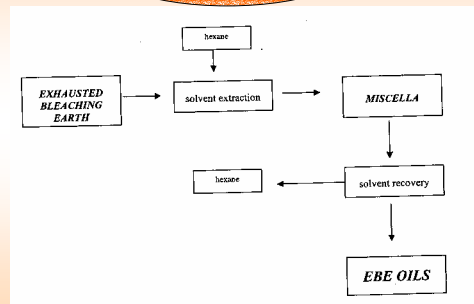 hexane
EXHAUSTED
BLEACHING
EARTH
solvent extraction
MISCELLA
hexane
solvent recovery
EBE OILS